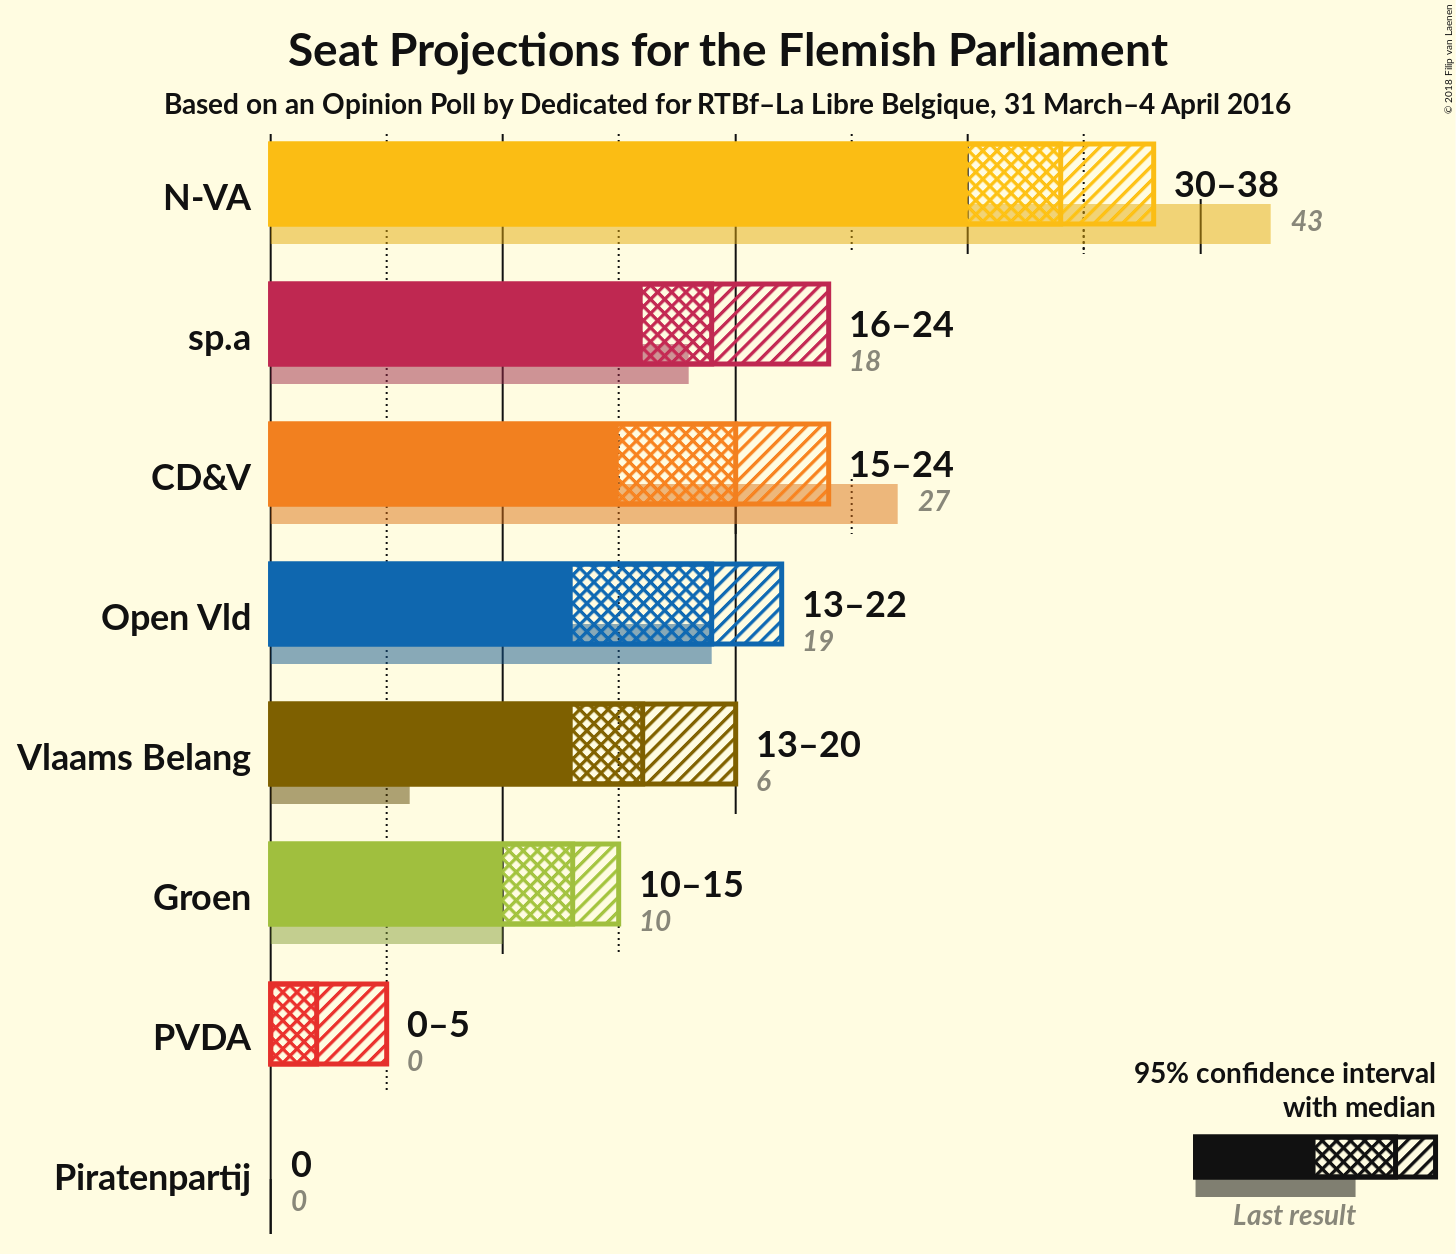 Seat Projections for the Flemish Parliament
Based on an Opinion Poll by Dedicated for RTBf–La Libre Belgique, 31 March–4 April 2016
© 2018 Filip van Laenen
N-VA
30–38
43
sp.a
16–24
18
CD&V
15–24
27
Open Vld
13–22
19
Vlaams Belang
13–20
6
Groen
10–15
10
PVDA
0–5
0
Piratenpartij
0
0
95% confidence interval
with median
Last result